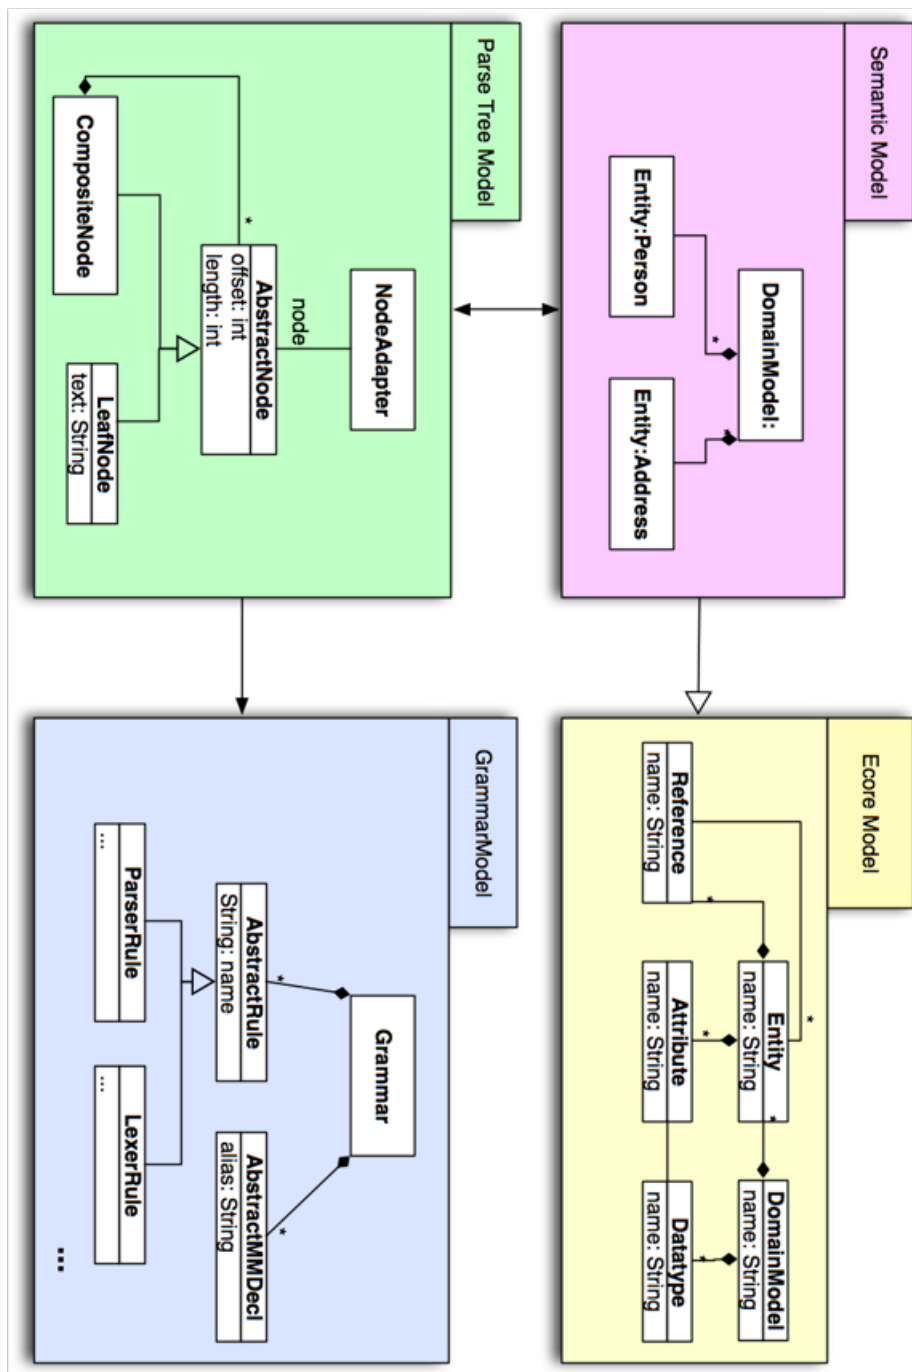 Semantic Model
DomainModel:
*
*
Entity:Person
Entity:Address
Ecore Model
Entity
name: String
*
DomainModel
name: String
*
*
*
*
Reference
name: String
Attribute
name: String
Datatype
name: String
Parse Tree Model
NodeAdapter
node
AbstractNode
offset: int
length: int
*
CompositeNode
LeafNode
text: String
GrammarModel
Grammar
*
*
AbstractRule
String: name
AbstractMMDecl
alias: String
ParserRule
...
LexerRule
...
...